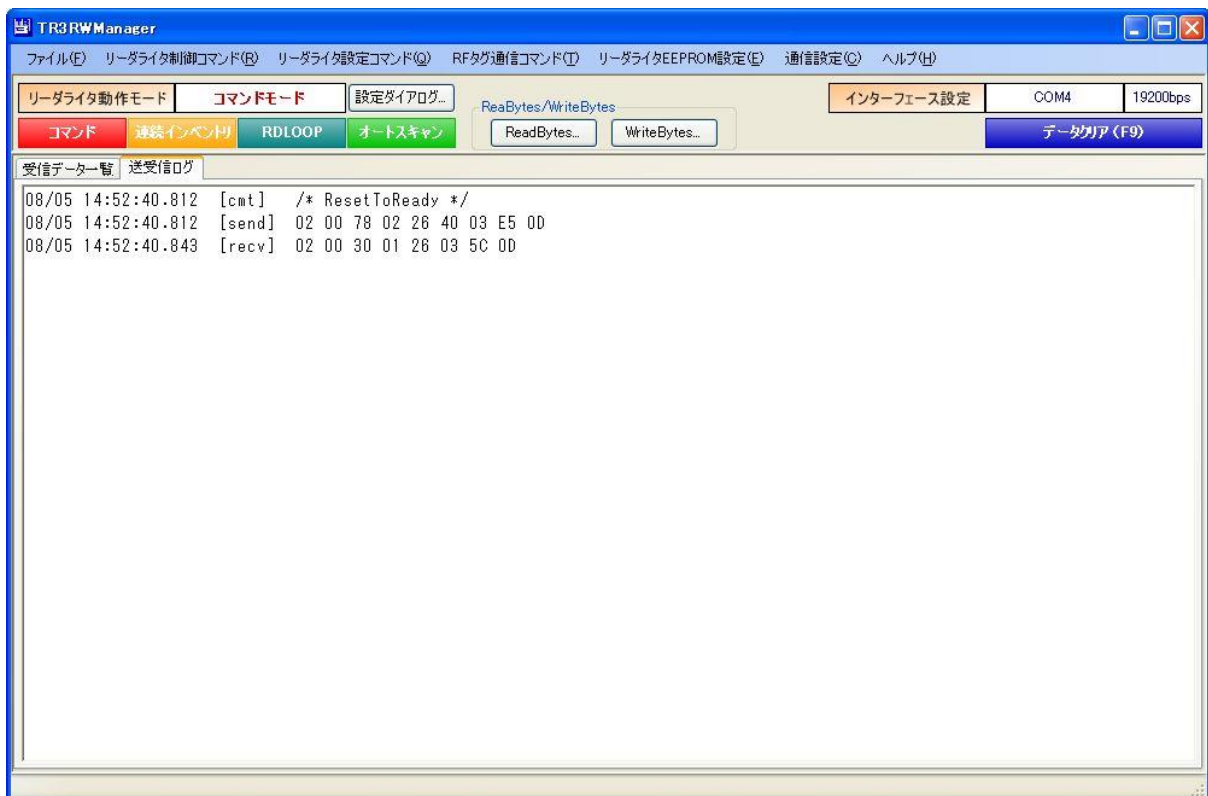 TR3RWManager
ファイル(F) リーダライタ制御コマンド(R) リーダライタ設定コマンド(Q) RFタグ通信コマンド(T) リーダライタEEPROM設定(E) 通信設定(C) ヘルプ(H)
リーダライタ動作モード コマンドモード 設定ダイアログ... ReaBytes/WriteBytes インターフェース設定 COM4 19200bps
コマンド 連続インベントリ RDLOOP オートスキャン ReadBytes... WriteBytes... データクリア(F9)
受信データ一覧 送受信ログ
08/05 14:52:40.812 [cmt] /* ResetToReady */
08/05 14:52:40.812 [send] 02 00 78 02 26 40 03 E5 0D
08/05 14:52:40.843 [recv] 02 00 30 01 26 03 5C 0D